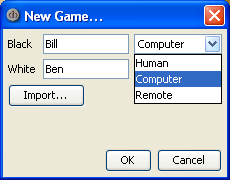 New Game...
Black Bill Computer
Human
White Ben Computer
Import... Remote
OK Cancel